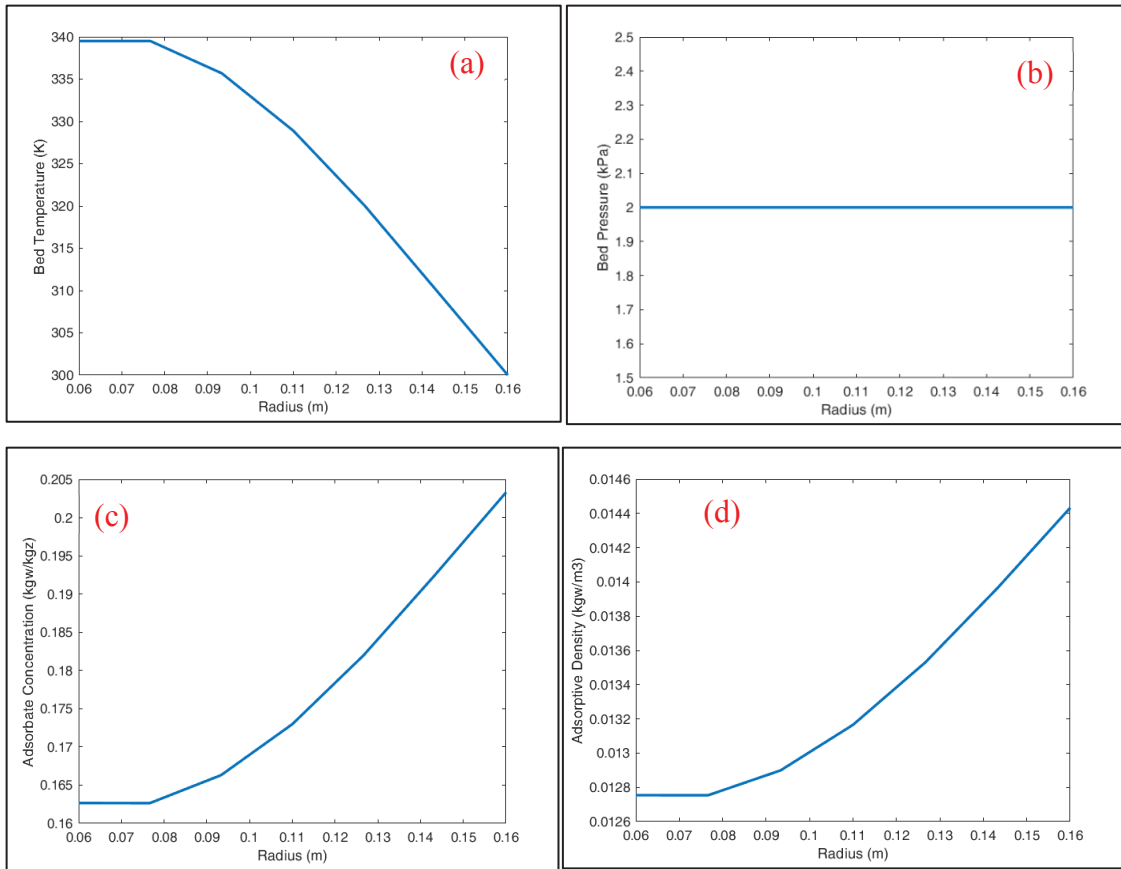 (a)
Bed Temperature (K)
340
335
330
325
320
315
310
305
300
0.06 0.07 0.08 0.09 0.1 0.11 0.12 0.13 0.14 0.15 0.16
Radius (m)
(b)
Bed Pressure (kPa)
2.5
2.4
2.3
2.2
2.1
2
1.9
1.8
1.7
1.6
1.5
0.06 0.07 0.08 0.09 0.1 0.11 0.12 0.13 0.14 0.15 0.16
Radius (m)
(c)
Adsorbate Concentration (kgw/kgz)
0.205
0.2
0.195
0.19
0.185
0.18
0.175
0.17
0.165
0.16
0.06 0.07 0.08 0.09 0.1 0.11 0.12 0.13 0.14 0.15 0.16
Radius (m)
(d)
Adsorptive Density (kgw/m3)
0.0146
0.0144
0.0142
0.014
0.0138
0.0136
0.0134
0.0132
0.013
0.0128
0.0126
0.06 0.07 0.08 0.09 0.1 0.11 0.12 0.13 0.14 0.15 0.16
Radius (m)